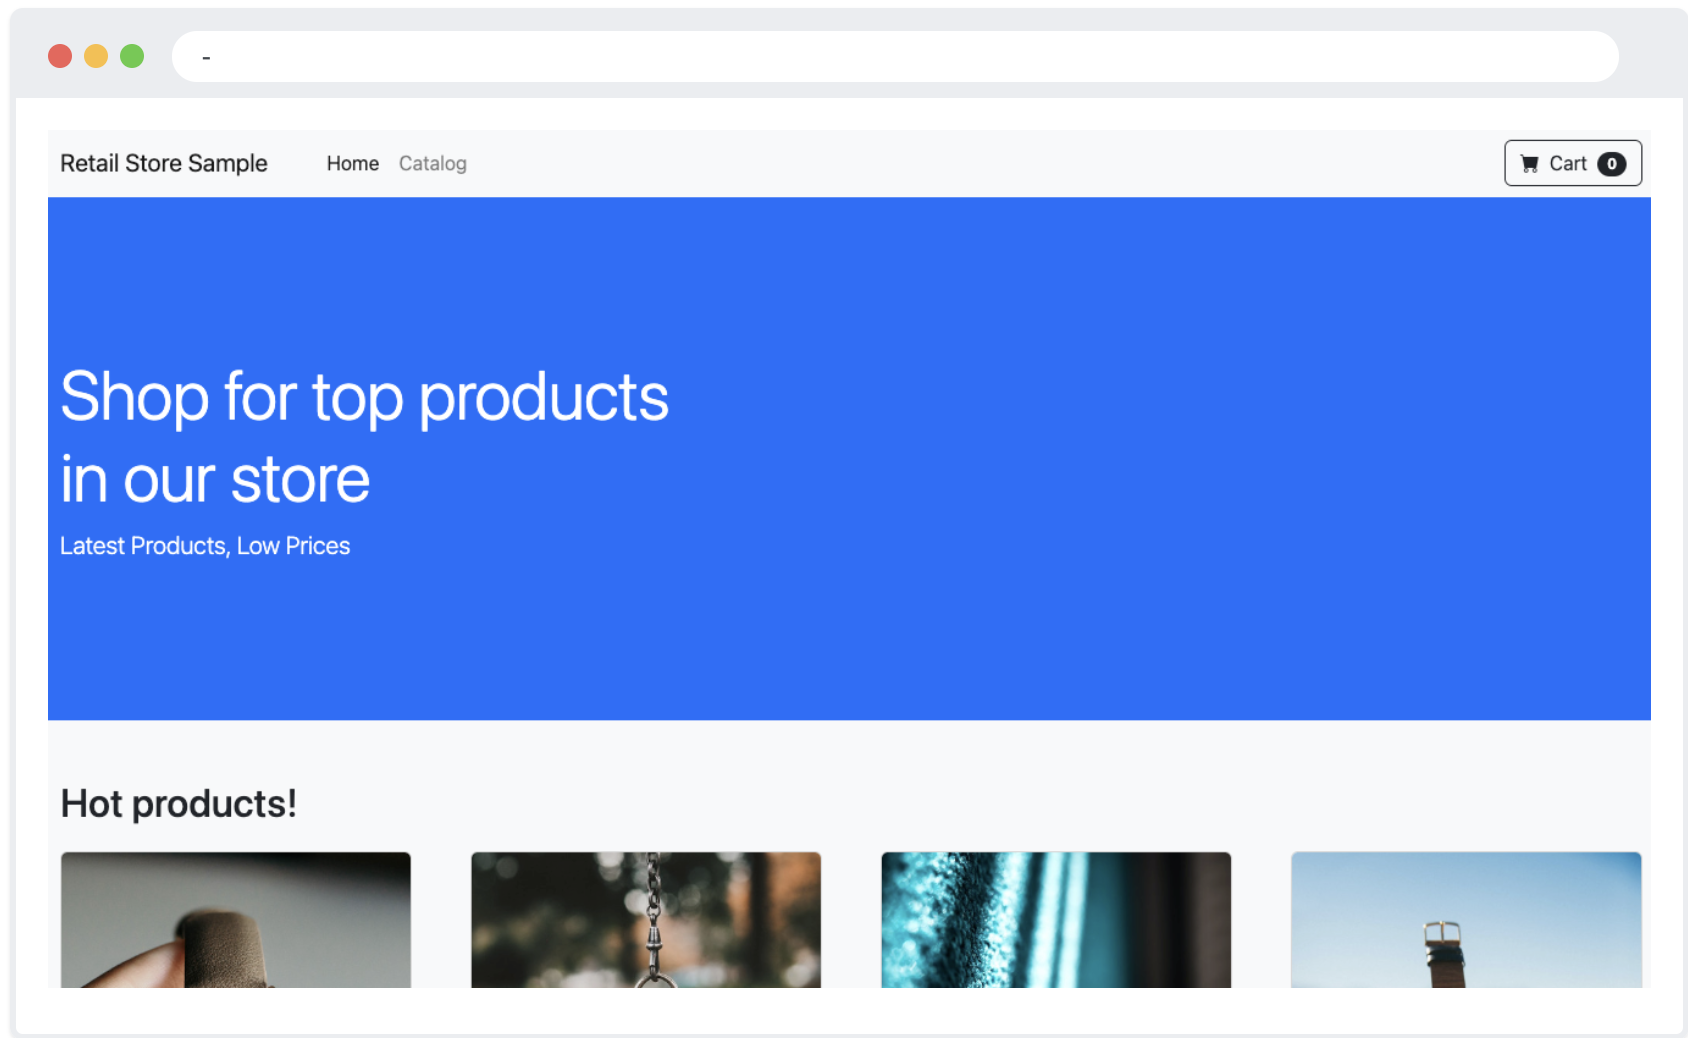 -
Retail Store Sample Home Catalog Cart 0
Shop for top products
in our store
Latest Products, Low Prices
Hot products!